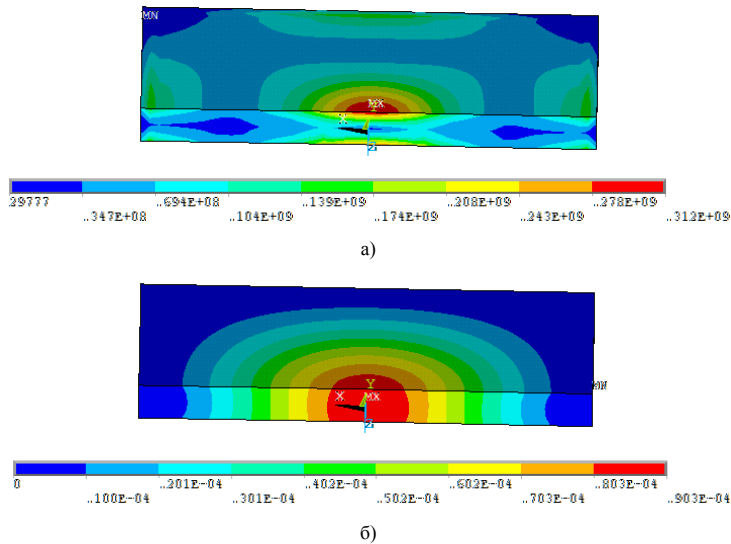 MN
MX
Y
X
Z
29777 .694E+08 .139E+09 .208E+09 .278E+09
.347E+08 .104E+09 .174E+09 .243E+09 .312E+09
а)
Y
X MX MN
Z
0 .201E-04 .402E-04 .602E-04 .803E-04
.100E-04 .301E-04 .502E-04 .703E-04 .903E-04
б)